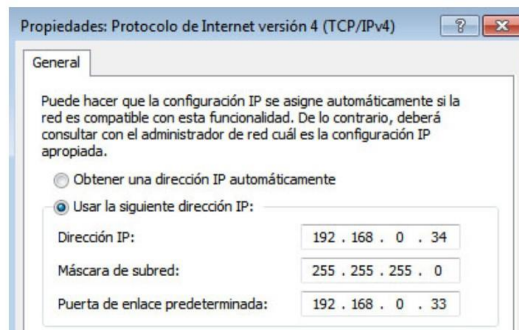 Propiedades: Protocolo de Internet versión 4 (TCP/IPv4)
General
Puede hacer que la configuración IP se asigne automáticamente si la
red es compatible con esta funcionalidad. De lo contrario, deberá
consultar con el administrador de red cuál es la configuración IP
apropiada.
Obtener una dirección IP automáticamente
Usar la siguiente dirección IP:
Dirección IP: 192 . 168 . 0 . 34
Máscara de subred: 255 . 255 . 255 . 0
Puerta de enlace predeterminada: 192 . 168 . 0 . 33